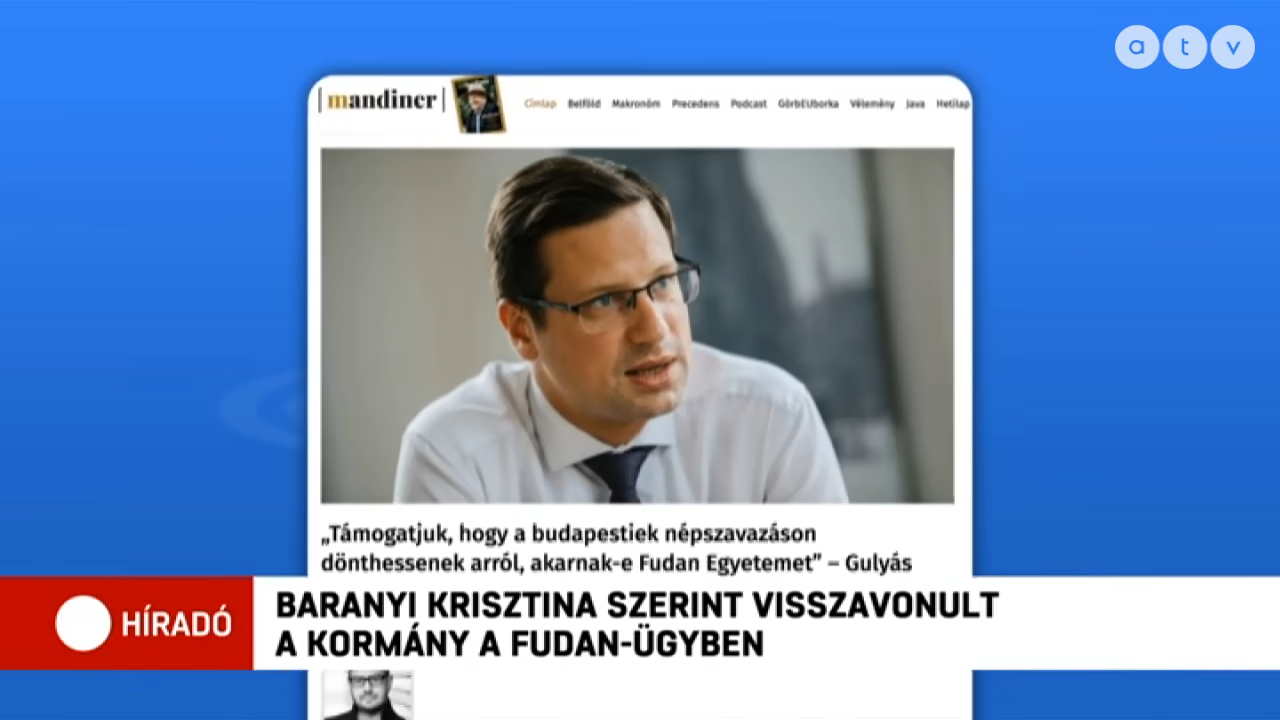 a t v
|mandiner|
Címlap Belföld Makronóm Precedens Podcast GörbEUborka Vélemény Java Hetilap
„Támogatjuk, hogy a budapestiek népszavazáson
dönthessenek arról, akarnak-e Fudan Egyetemet” – Gulyás
HÍRADÓ
BARANYI KRISZTINA SZERINT VISSZAVONULT
A KORMÁNY A FUDAN-ÜGYBEN